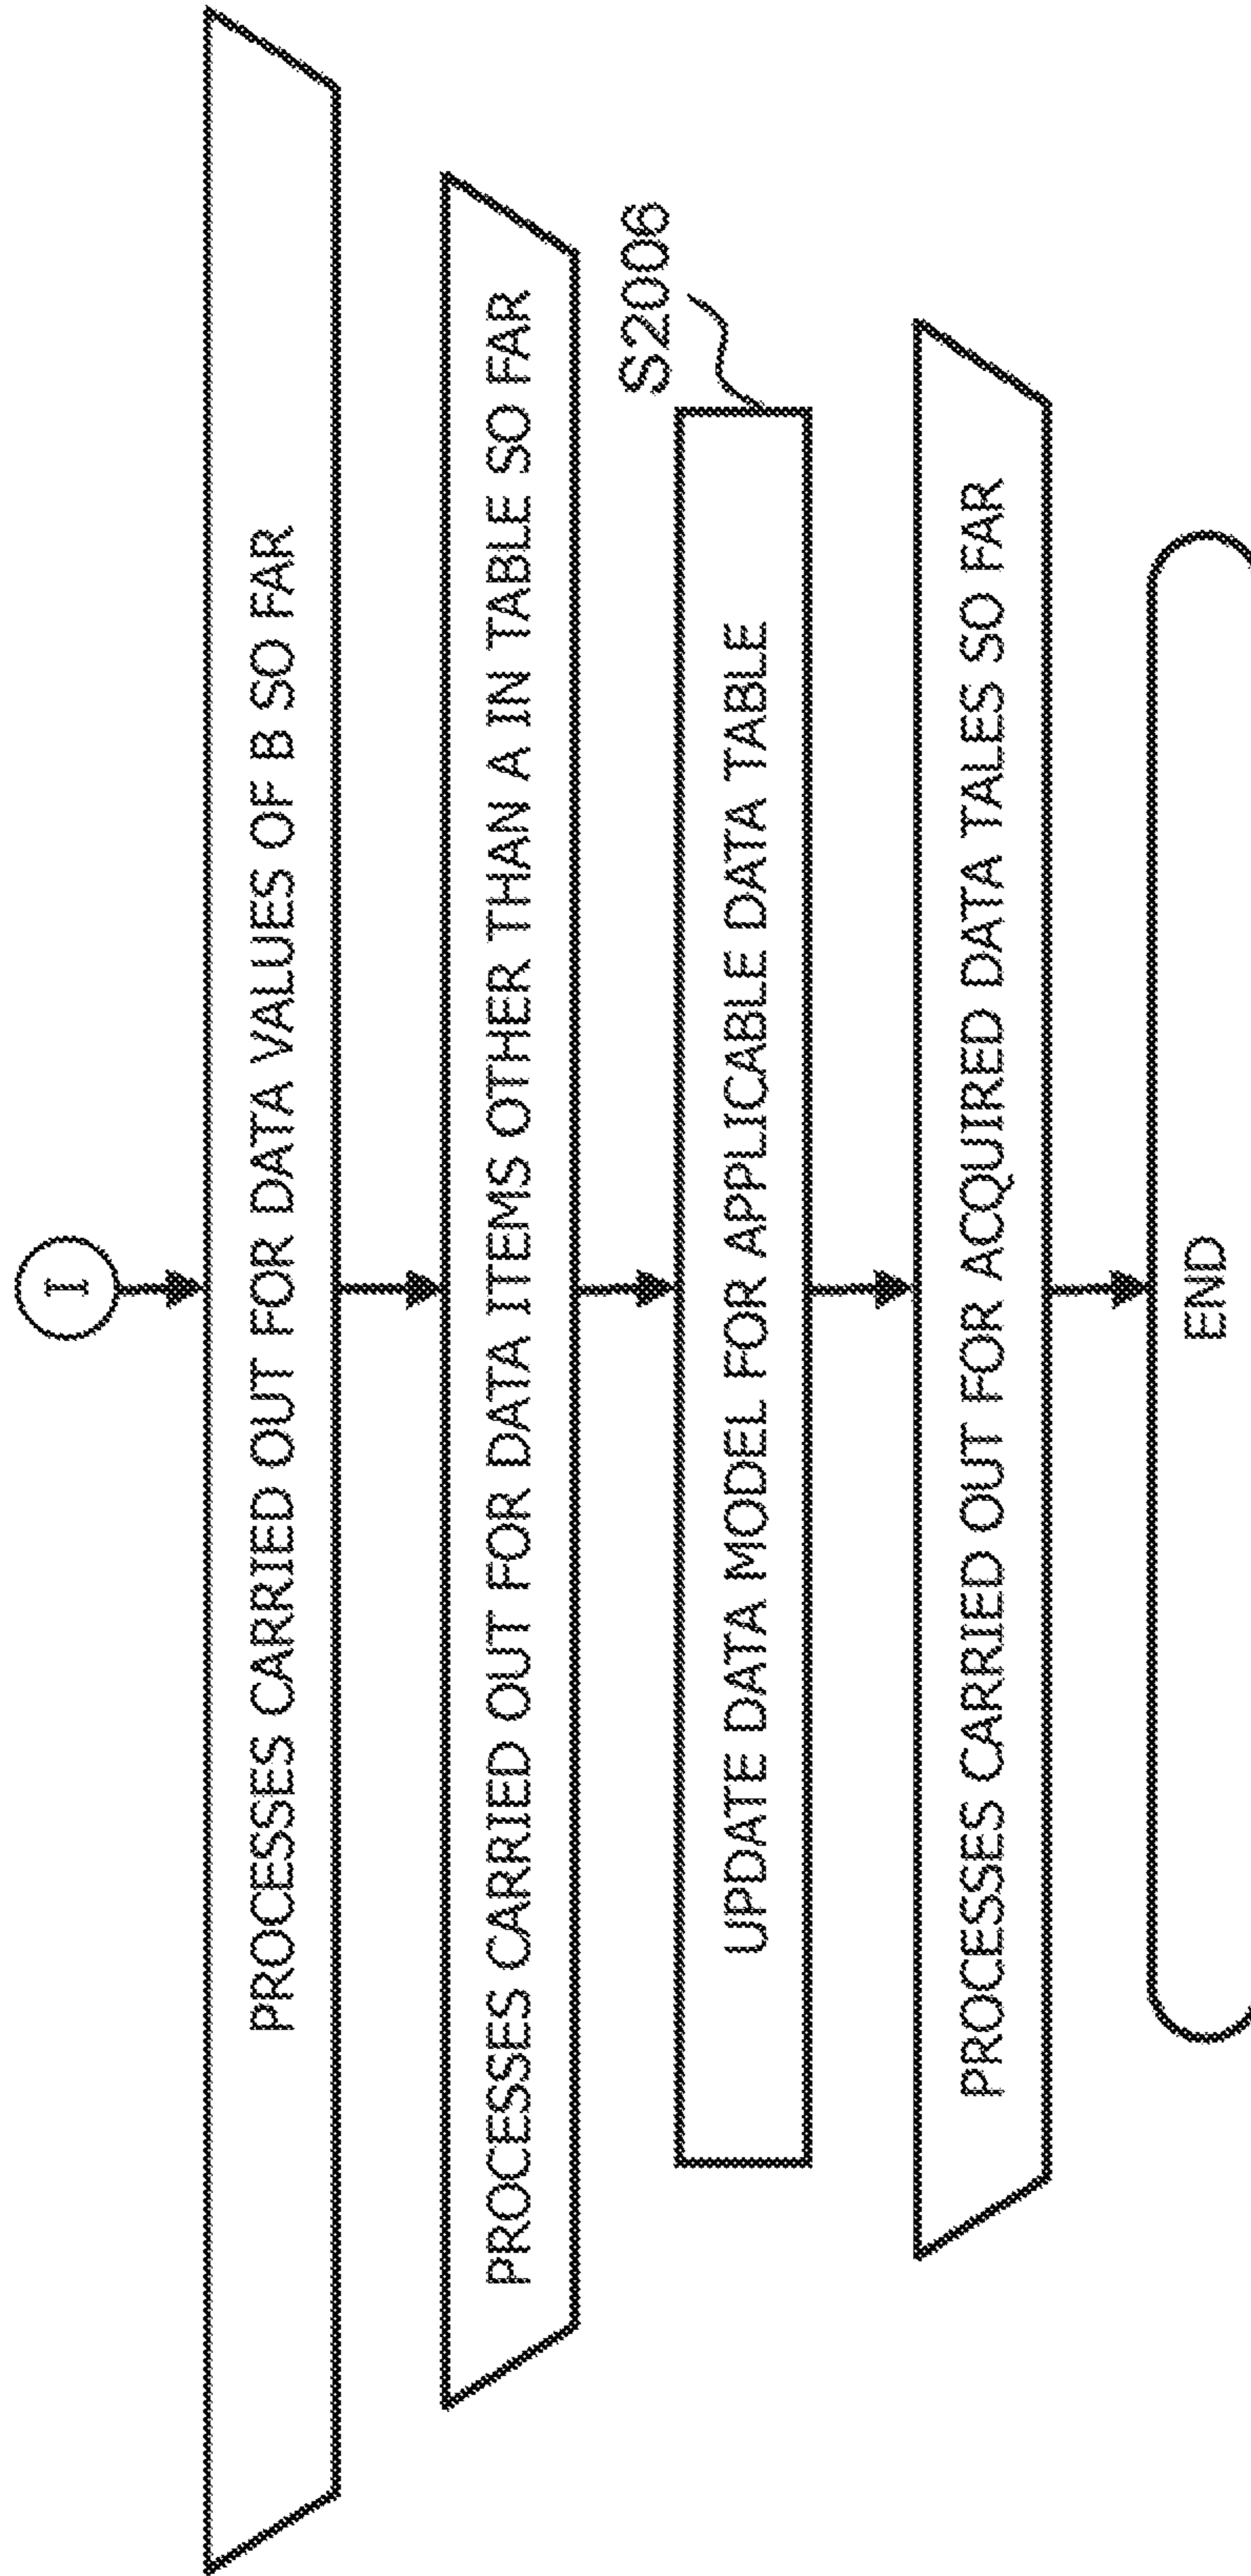 I
PROCESSES CARRIED OUT FOR DATA VALUES OF B SO FAR
PROCESSES CARRIED OUT FOR DATA ITEMS OTHER THAN A IN TABLE SO FAR
S2006
UPDATE DATA MODEL FOR APPLICABLE DATA TABLE
PROCESSES CARRIED OUT FOR ACQUIRED DATA TALES SO FAR
END